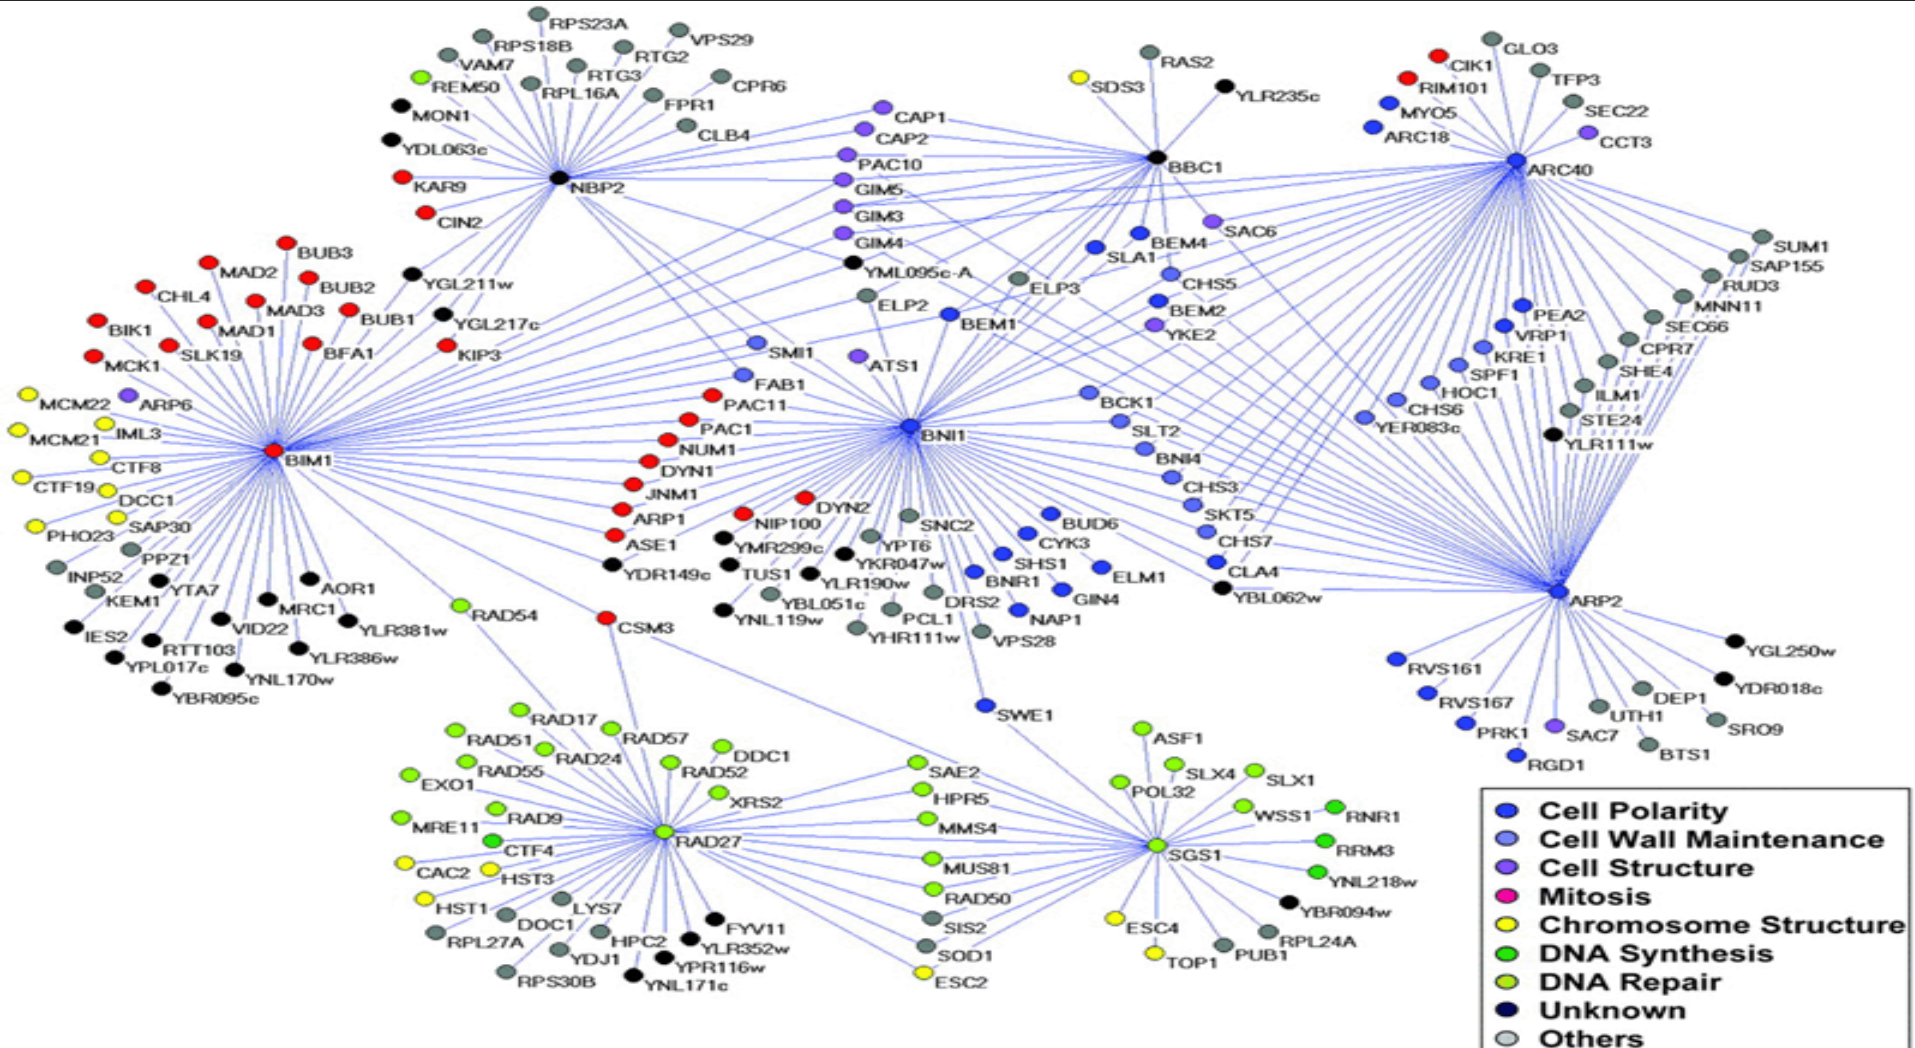 RPS23A
RPS18B
VPS29
RTG2
VAM7
RTG3
REM50
RPL16A
CPR6
FPR1
MON1
CLB4
YDL063c
KAR9
NBP2
CIN2
CAP1
CAP2
PAC10
GIM5
GIM3
GIM4
YML095c-A
ELP2
ELP3
BEM1
RAS2
SDS3
YLR235c
BBC1
SAC6
BEM4
SLA1
CHS5
BEM2
YKE2
GLO3
CIK1
TFP3
RIM101
SEC22
MYO5
ARC18
CCT3
ARC40
SUM1
SAP155
RUD3
MNN11
SEC66
CPR7
SHE4
ILM1
STE24
YLR111w
PEA2
VRP1
KRE1
SPF1
HOC1
CHS6
YER083c
BUB3
MAD2
BUB2
CHL4
MAD3
BUB1
BIK1
MAD1
SLK19
BFA1
MCK1
YGL211w
YGL217c
KIP3
SMI1
FAB1
ATS1
PAC11
PAC1
NUM1
DYN1
JNM1
ARP1
ASE1
YDR149c
MCM22
ARP6
MCM21
IML3
BIM1
CTF8
CTF19
DCC1
SAP30
PHO23
PPZ1
INP52
YTA7
AOR1
KEM1
MRC1
IES2
VID22
YLR381w
RTT103
YLR386w
YPL017c
YNL170w
YBR095c
BNI1
BCK1
SLT2
BNI4
CHS3
SKT5
CHS7
CLA4
YBL062w
DYN2
NIP100
SNC2
BUD6
YMR299c
YPT6
CYK3
YKR047w
SHS1
TUS1
YLR190w
BNR1
ELM1
YBL051c
DRS2
GIN4
YNL119w
PCL1
NAP1
YHR111w
VPS28
RAD54
CSM3
SWE1
ARP2
YGL250w
RVS161
YDR018c
RVS167
DEP1
UTH1
SRO9
PRK1
SAC7
BTS1
RGD1
RAD17
RAD51
RAD57
RAD24
DDC1
RAD55
RAD52
EXO1
XRS2
RAD9
MRE11
RAD27
CTF4
CAC2
HST3
HST1
LYS7
DOC1
FYV11
RPL27A
HPC2
YLR352w
YDJ1
YPR116w
RPS30B
YNL171c
SAE2
HPR5
MMS4
MUS81
RAD50
SIS2
SOD1
ESC2
ASF1
SLX4
SLX1
POL32
WSS1
RNR1
SGS1
RRM3
YNL218w
YBR094w
ESC4
RPL24A
PUB1
TOP1
Cell Polarity
Cell Wall Maintenance
Cell Structure
Mitosis
Chromosome Structure
DNA Synthesis
DNA Repair
Unknown
Others